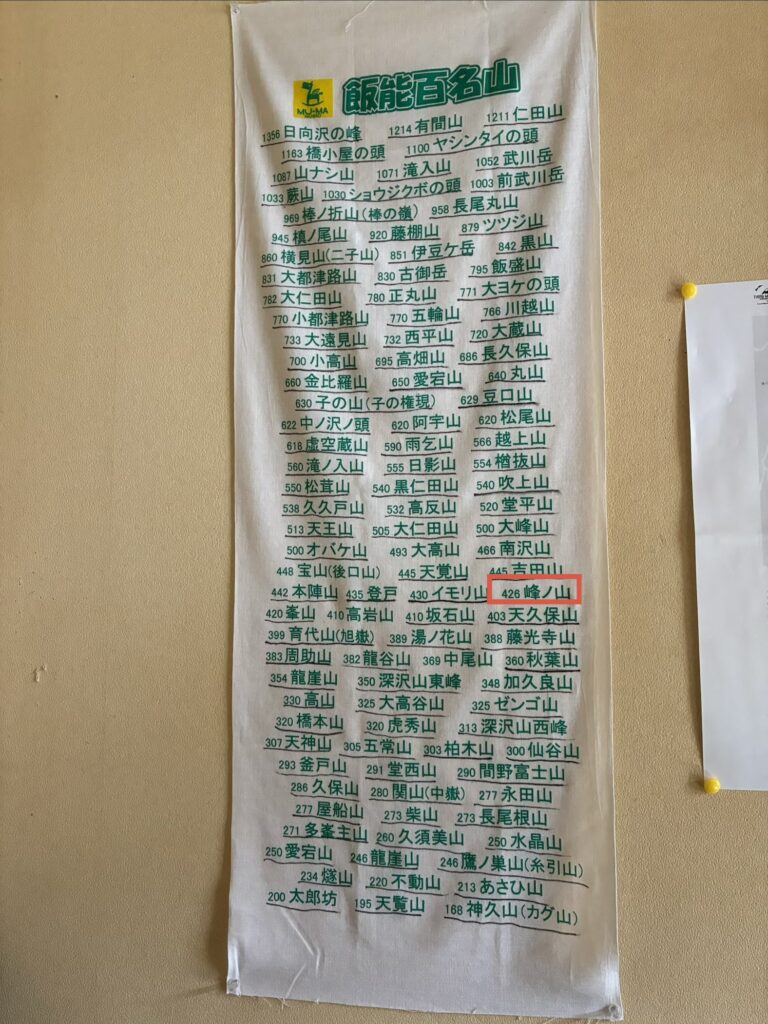 飯能百名山
MU-MA
1356 日向沢の峰 1214 有間山 1211 仁田山
1163 橋小屋の頭 1100 ヤシンタイの頭
1087 山ナシ山 1071 滝入山 1052 武川岳
1033 蕨山 1030 ショウジクボの頭 1003 前武川岳
969 棒ノ折山(棒の嶺) 958 長尾丸山
945 槙ノ尾山 920 藤棚山 879 ツツジ山
860 横見山(二子山) 851 伊豆ケ岳 842 黒山
831 大都津路山 830 古御岳 795 飯盛山
782 大仁田山 780 正丸山 771 大ヨケの頭
770 小都津路山 770 五輪山 766 川越山
733 大遠見山 732 西平山 720 大蔵山
700 小高山 695 高畑山 686 長久保山
660 金比羅山 650 愛宕山 640 丸山
630 子の山(子の権現) 629 豆口山
622 中ノ沢ノ頭 620 阿宇山 620 松尾山
618 虚空蔵山 590 雨乞山 566 越上山
560 滝ノ入山 555 日影山 554 楢抜山
550 松茸山 540 黒仁田山 540 吹上山
538 久久戸山 532 高反山 520 堂平山
513 天王山 505 大仁田山 500 大峰山
500 オバケ山 493 大高山 466 南沢山
448 宝山(後口山) 445 天覚山 445 吉田山
442 本陣山 435 登戸 430 イモリ山 426 峰ノ山
420 峯山 410 高岩山 410 坂石山 403 天久保山
399 育代山(旭嶽) 389 湯ノ花山 388 藤光寺山
383 周助山 382 龍谷山 369 中尾山 360 秋葉山
354 龍崖山 350 深沢山東峰 348 加久良山
330 高山 325 大高谷山 325 ゼンゴ山
320 橋本山 320 虎秀山 313 深沢山西峰
307 天神山 305 五常山 303 柏木山 300 仙谷山
293 釜戸山 291 堂西山 290 間野富士山
286 久保山 280 関山(中嶽) 277 永田山
277 屋船山 273 柴山 273 長尾根山
271 多峯主山 260 久須美山 250 水晶山
250 愛宕山 246 龍崖山 246 鷹ノ巣山(糸引山)
234 燧山 220 不動山 213 あさひ山
200 太郎坊 195 天覧山 168 神久山(カゲ山)